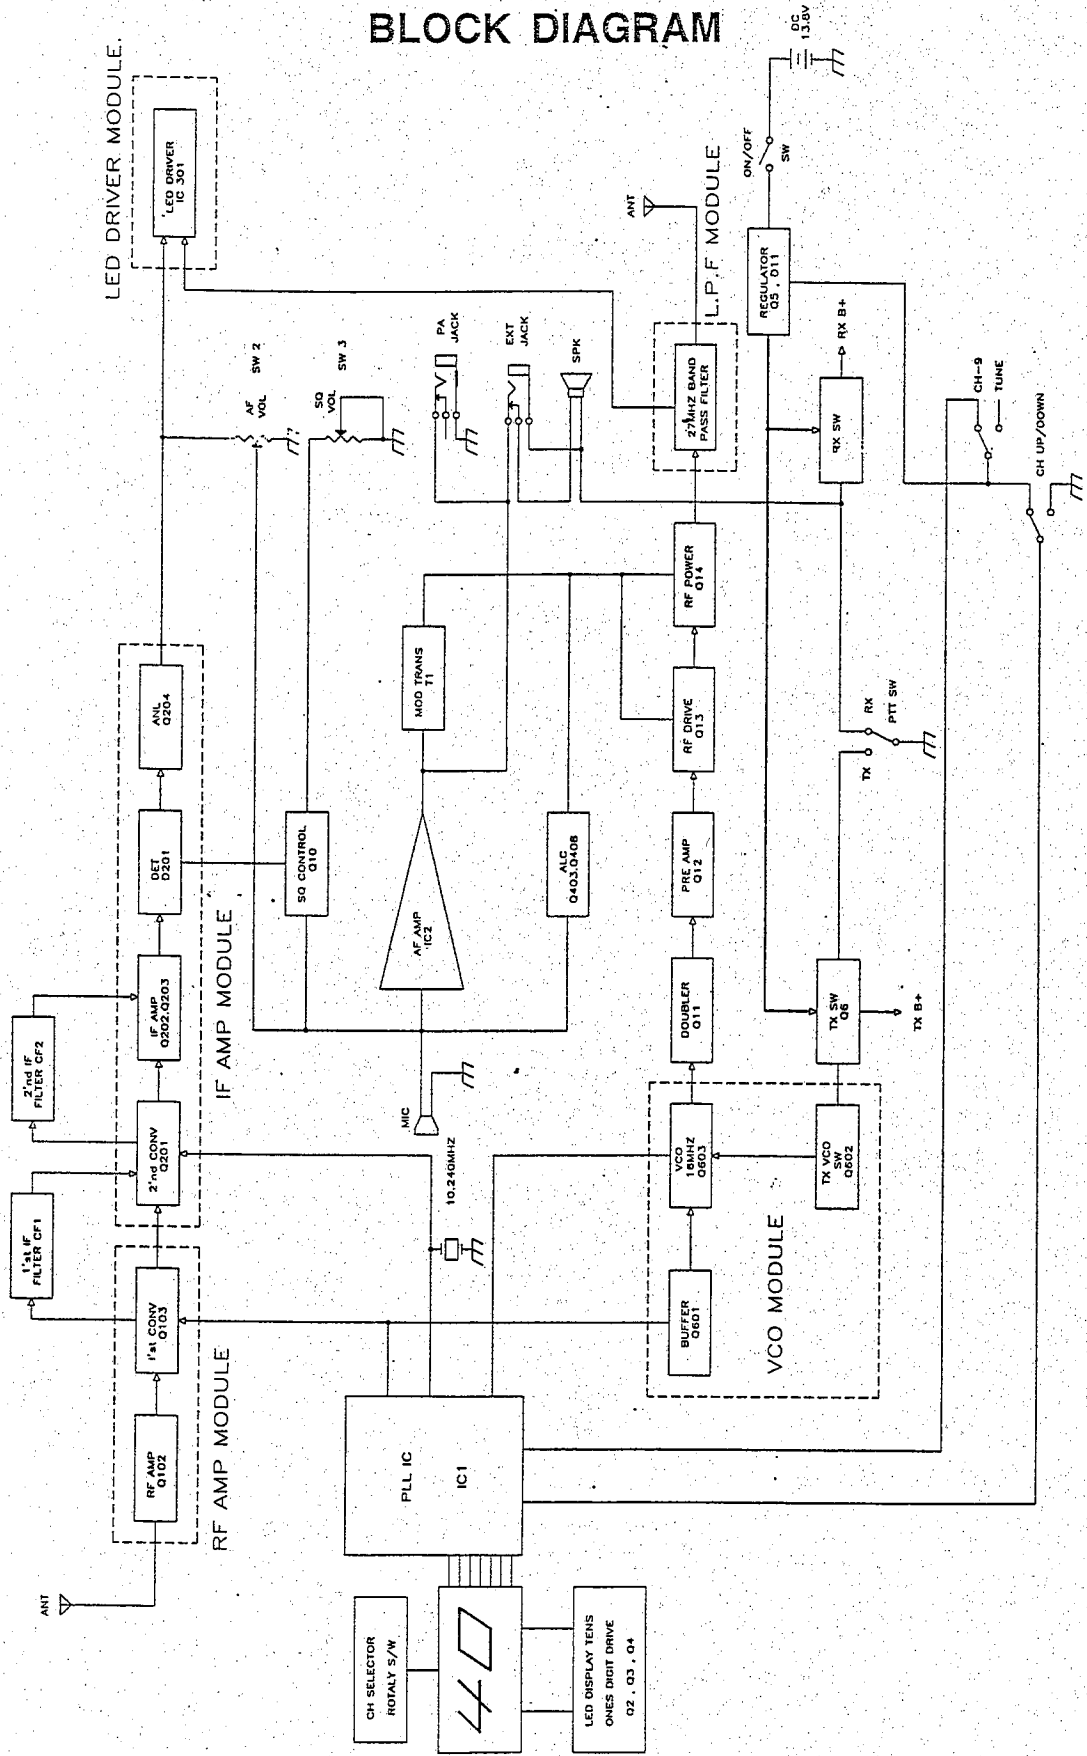 BLOCK DIAGRAM
LED DRIVER MODULE.
LED DRIVER
IC 301
ANT
RF AMP
Q102
1'st CONV
Q103
RF AMP MODULE
1'st IF
FILTER CF1
2'nd IF
FILTER CF2
2'nd CONV
Q201
IF AMP
Q202,Q203
DET
D201
ANL
Q204
IF AMP MODULE
AF
VOL
SW 2
SQ
VOL
SW 3
SQ CONTROL
Q10
PA
JACK
EXT
JACK
SPK
MIC
10.240MHZ
AF AMP
IC2
MOD TRANS
T1
ALC
Q403,Q408
PLL IC
IC1
CH SELECTOR
ROTALY S/W
40
LED DISPLAY TENS
ONES DIGIT DRIVE
Q2 , Q3 , Q4
BUFFER
Q601
VCO
16MHZ
Q603
TX VCO
SW
Q602
VCO MODULE
DOUBLER
Q11
PRE AMP
Q12
RF DRIVE
Q13
RF POWER
Q14
27MHZ BAND
PASS FILTER
L.P.F MODULE
ANT
TX SW
Q6
TX B+
TX
RX
PTT SW
RX SW
RX B+
REGULATOR
Q5 , D11
ON/OFF
SW
DC
13.8V
CH-9
TUNE
CH UP/DOWN